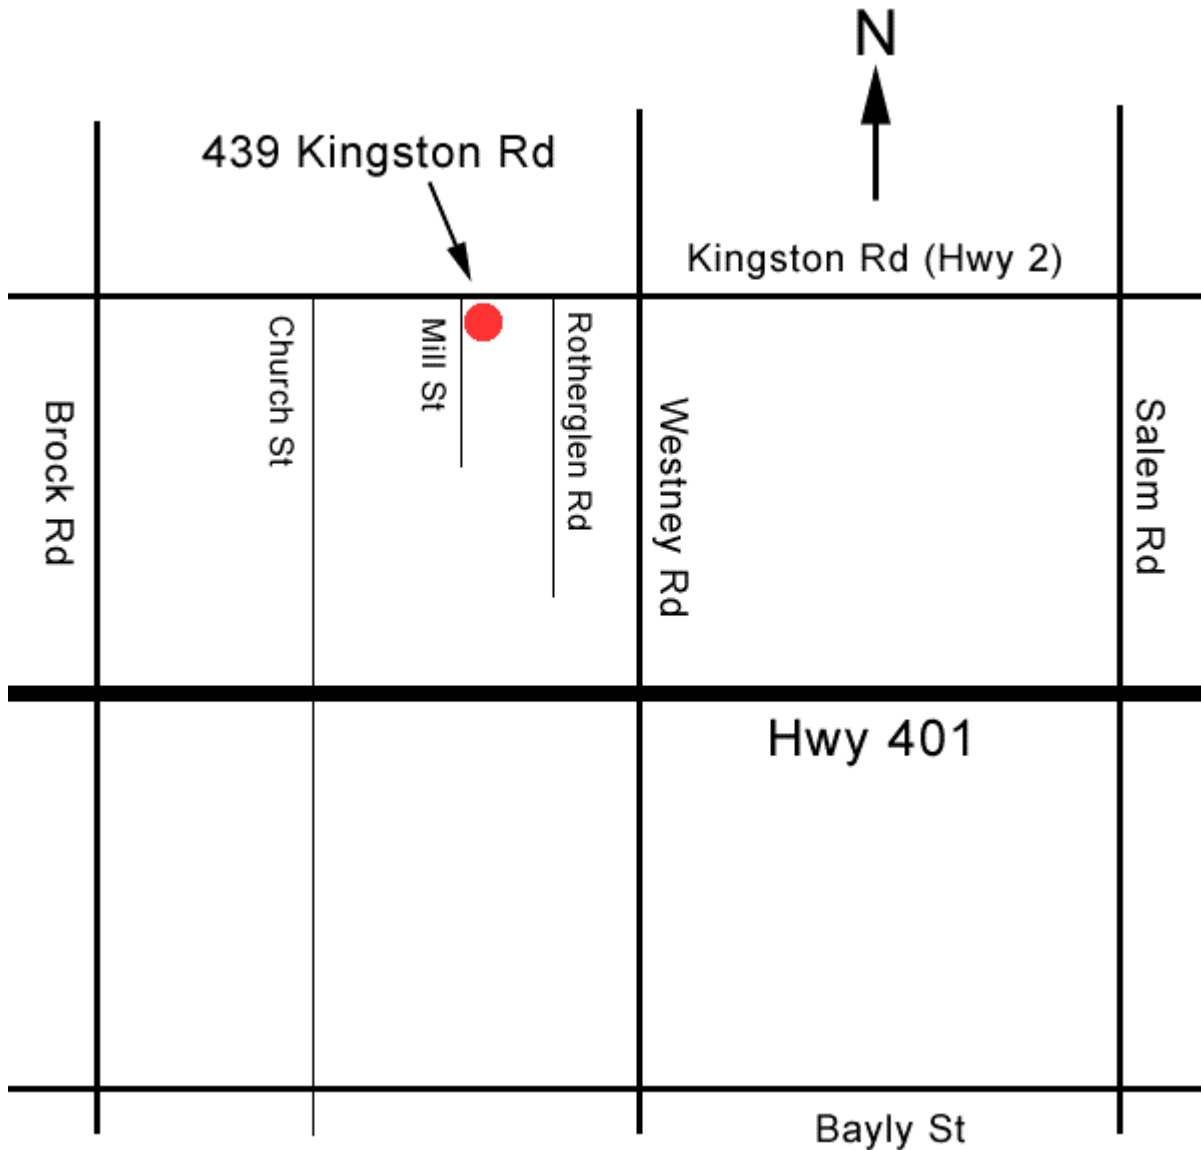 N
439 Kingston Rd
Kingston Rd (Hwy 2)
Church St
Mill St
Rotherglen Rd
Brock Rd
Westney Rd
Salem Rd
Hwy 401
Bayly St